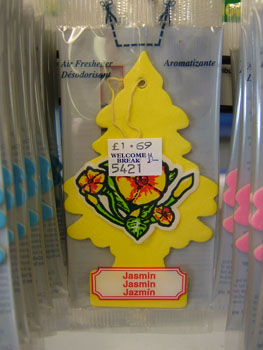 Air Freshener
Désodorisant
Aromatizante
£1.69
WELCOME
BREAK
5421
Jasmin
Jasmin
Jazmín